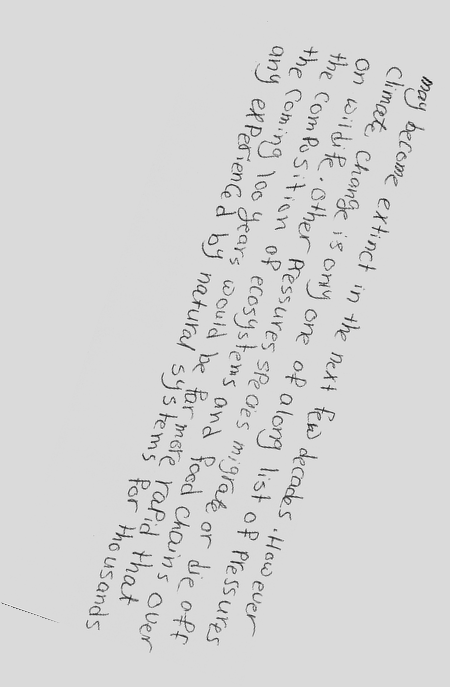 may become extinct in the next few decades. However
climate change is only one of along list of pressures
on wildife. other pressures species migrate or die off
the composition of ecosystems and food chains over
the coming 100 years would be far more rapid that
any experienced by natural systems for thousands